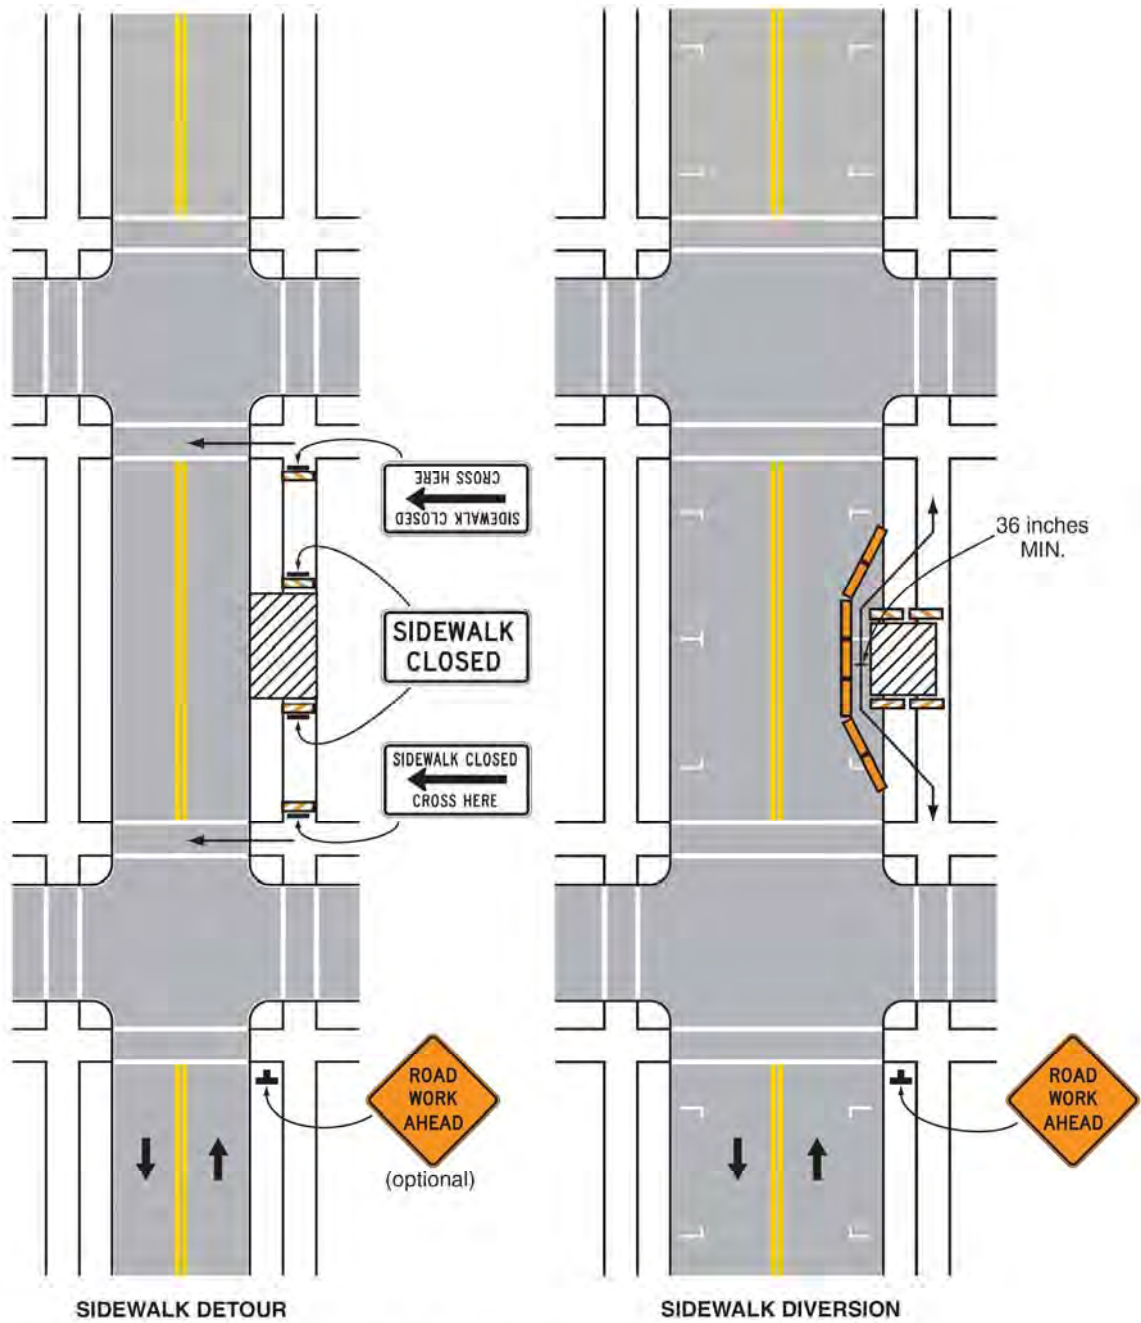 CROSS HERE
SIDEWALK CLOSED
36 inches
MIN.
SIDEWALK
CLOSED
SIDEWALK CLOSED
CROSS HERE
ROAD
WORK
AHEAD
(optional)
ROAD
WORK
AHEAD
SIDEWALK DETOUR
SIDEWALK DIVERSION